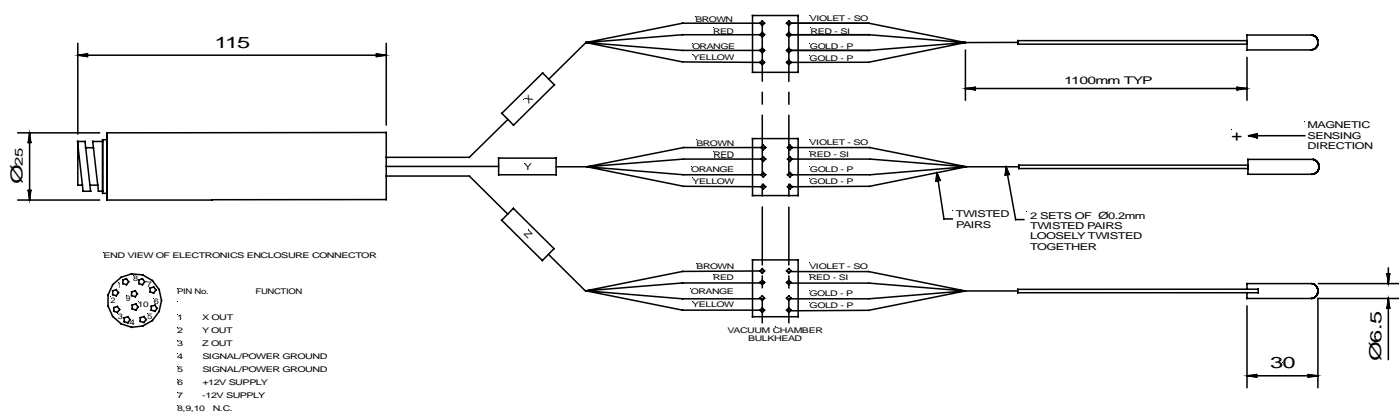 115
Ø25
X
Y
Z
BROWN
RED
ORANGE
YELLOW
VIOLET - SO
RED - SI
GOLD - P
GOLD - P
1100mm TYP
BROWN
RED
ORANGE
YELLOW
VIOLET - SO
RED - SI
GOLD - P
GOLD - P
+
MAGNETIC
SENSING
DIRECTION
TWISTED
PAIRS
2 SETS OF Ø0.2mm
TWISTED PAIRS
LOOSELY TWISTED
TOGETHER
BROWN
RED
ORANGE
YELLOW
VIOLET - SO
RED - SI
GOLD - P
GOLD - P
VACUUM CHAMBER
BULKHEAD
30
Ø6.5
END VIEW OF ELECTRONICS ENCLOSURE CONNECTOR
PIN No. FUNCTION
1 X OUT
2 Y OUT
3 Z OUT
4 SIGNAL/POWER GROUND
5 SIGNAL/POWER GROUND
6 +12V SUPPLY
7 -12V SUPPLY
8,9,10 N.C.